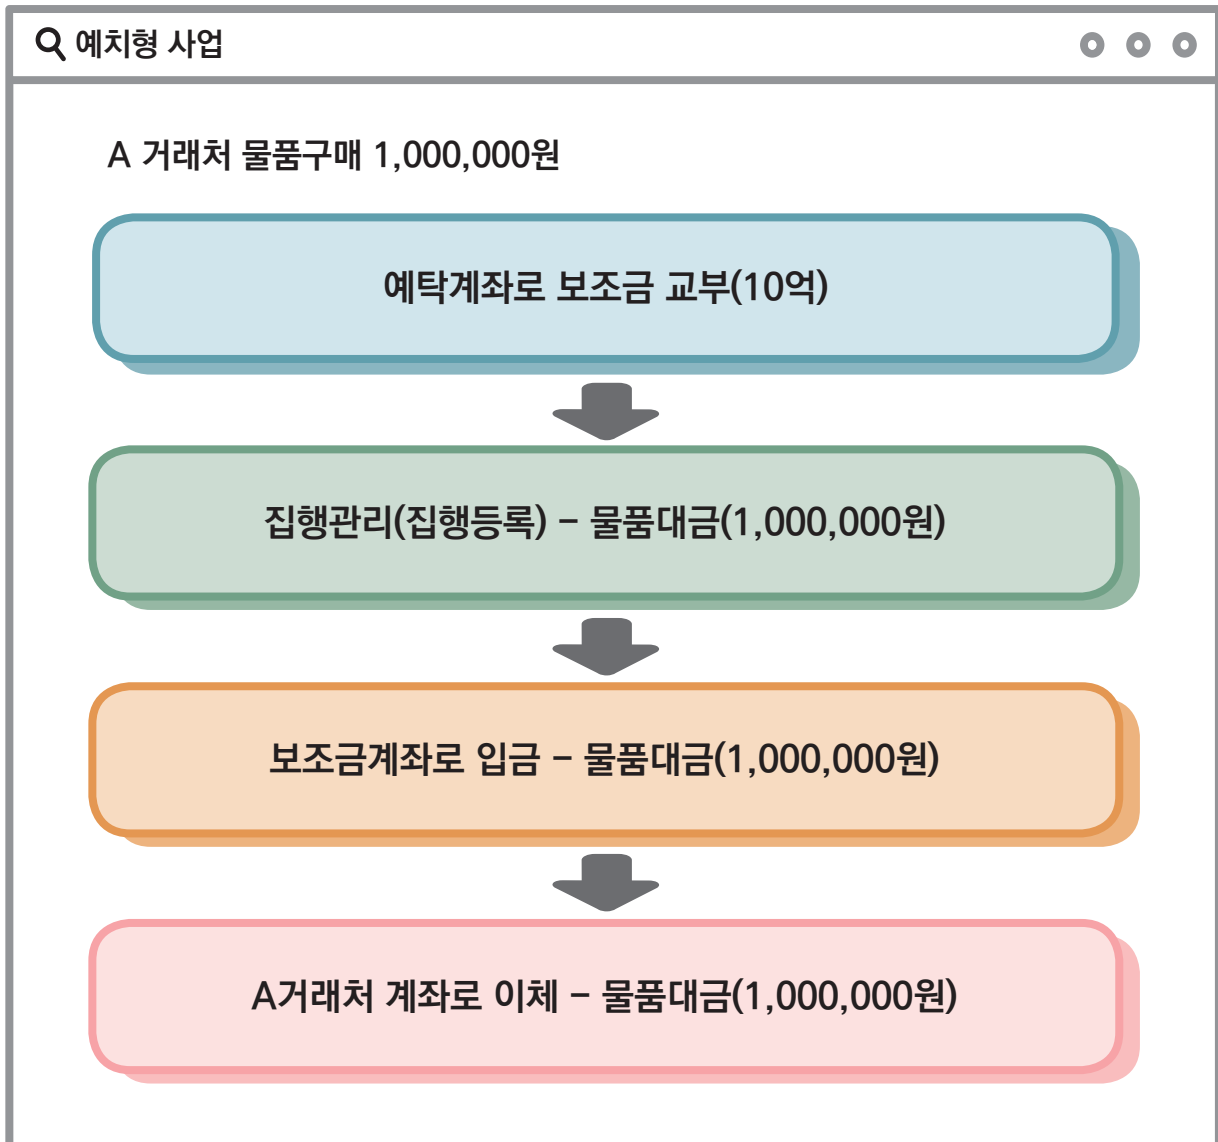 예치형 사업
A 거래처 물품구매 1,000,000원
예탁계좌로 보조금 교부(10억)
집행관리(집행등록) – 물품대금(1,000,000원)
보조금계좌로 입금 – 물품대금(1,000,000원)
A거래처 계좌로 이체 – 물품대금(1,000,000원)